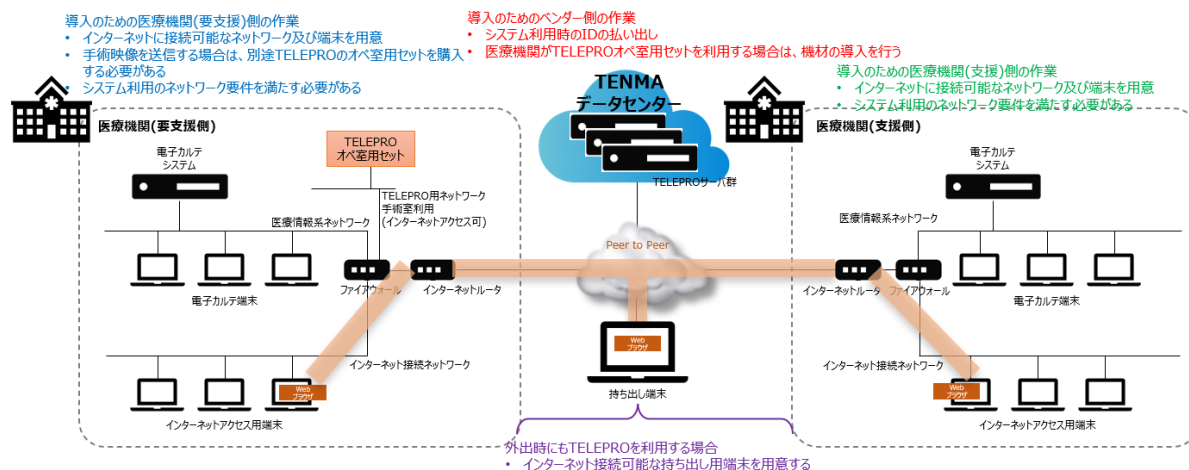 導入のための医療機関(要支援)側の作業
• インターネットに接続可能なネットワーク及び端末を用意
• 手術映像を送信する場合は、別途TELEPROのオペ室用セットを購入
する必要がある
• システム利用のネットワーク要件を満たす必要がある
導入のためのベンダー側の作業
• システム利用時のIDの払い出し
• 医療機関がTELEPROオペ室用セットを利用する場合は、機材の導入を行う
導入のための医療機関(支援)側の作業
• インターネットに接続可能なネットワーク及び端末を用意
• システム利用のネットワーク要件を満たす必要がある
医療機関(要支援側)
電子カルテ
システム
TELEPRO
オペ室用セット
TELEPRO用ネットワーク
手術室利用
(インターネットアクセス可)
医療情報系ネットワーク
電子カルテ端末
ファイアウォール
インターネットルータ
インターネット接続ネットワーク
Web
ブラウザ
インターネットアクセス用端末
TENMA
データセンター
TELEPROサーバ群
Peer to Peer
Web
ブラウザ
持ち出し端末
外出時にもTELEPROを利用する場合
• インターネット接続可能な持ち出し用端末を用意する
医療機関(支援側)
電子カルテ
システム
医療情報系ネットワーク
インターネットルータ
ファイアウォール
電子カルテ端末
インターネット接続ネットワーク
Web
ブラウザ
インターネットアクセス用端末